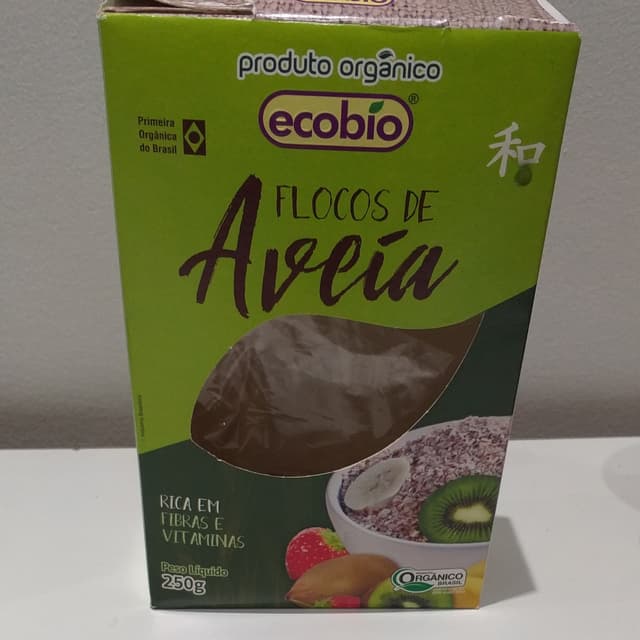 produto orgânico
ecobio®
Primeira
Orgânica
do Brasil
和
FLOCOS DE
Aveia
RICA EM
FIBRAS E
VITAMINAS
Peso Líquido
250g
ORGÂNICO
BRASIL